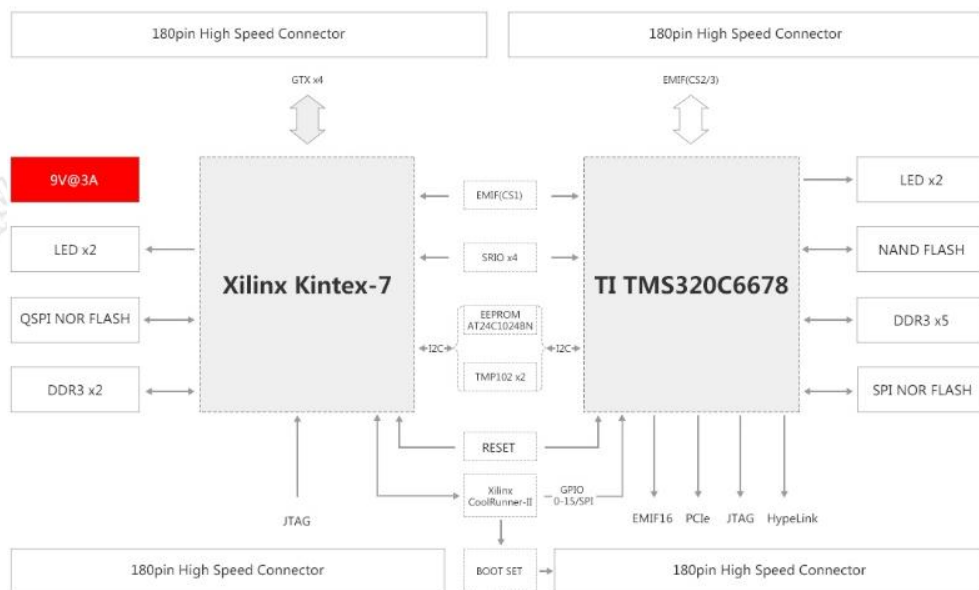 180pin High Speed Connector
180pin High Speed Connector
GTX x4
EMIF(CS2/3)
9V@3A
LED x2
QSPI NOR FLASH
DDR3 x2
Xilinx Kintex-7
EMIF(CS1)
SRIO x4
I2C
EEPROM
AT24C1024BN
TMP102 x2
I2C
TI TMS320C6678
LED x2
NAND FLASH
DDR3 x5
SPI NOR FLASH
RESET
Xilinx
CoolRunner-II
GPIO
0-15/SPI
JTAG
EMIF16
PCIe
JTAG
HypeLink
180pin High Speed Connector
BOOT SET
180pin High Speed Connector